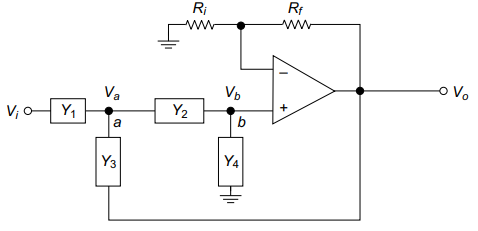 Ri Rf
Va Vb
− 
Vi Y1 Y2 + Vo
a b
Y3 Y4